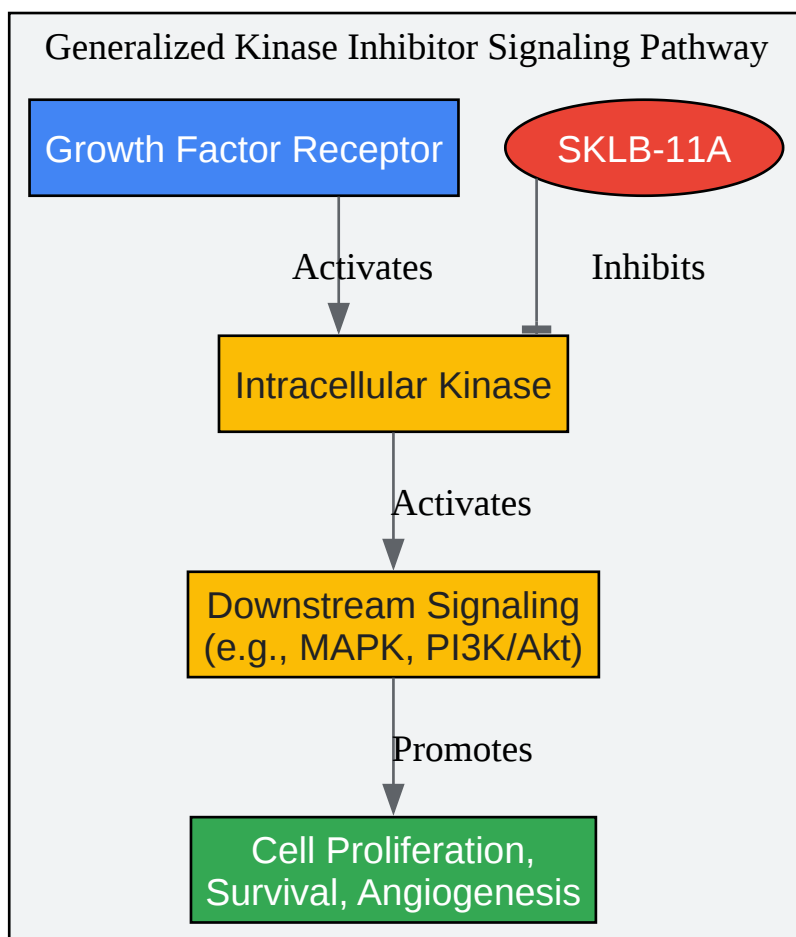 Generalized Kinase Inhibitor Signaling Pathway
Growth Factor Receptor
SKLB-11A
Activates
Inhibits
Intracellular Kinase
Activates
Downstream Signaling
(e.g., MAPK, PI3K/Akt)
Promotes
Cell Proliferation,
Survival, Angiogenesis